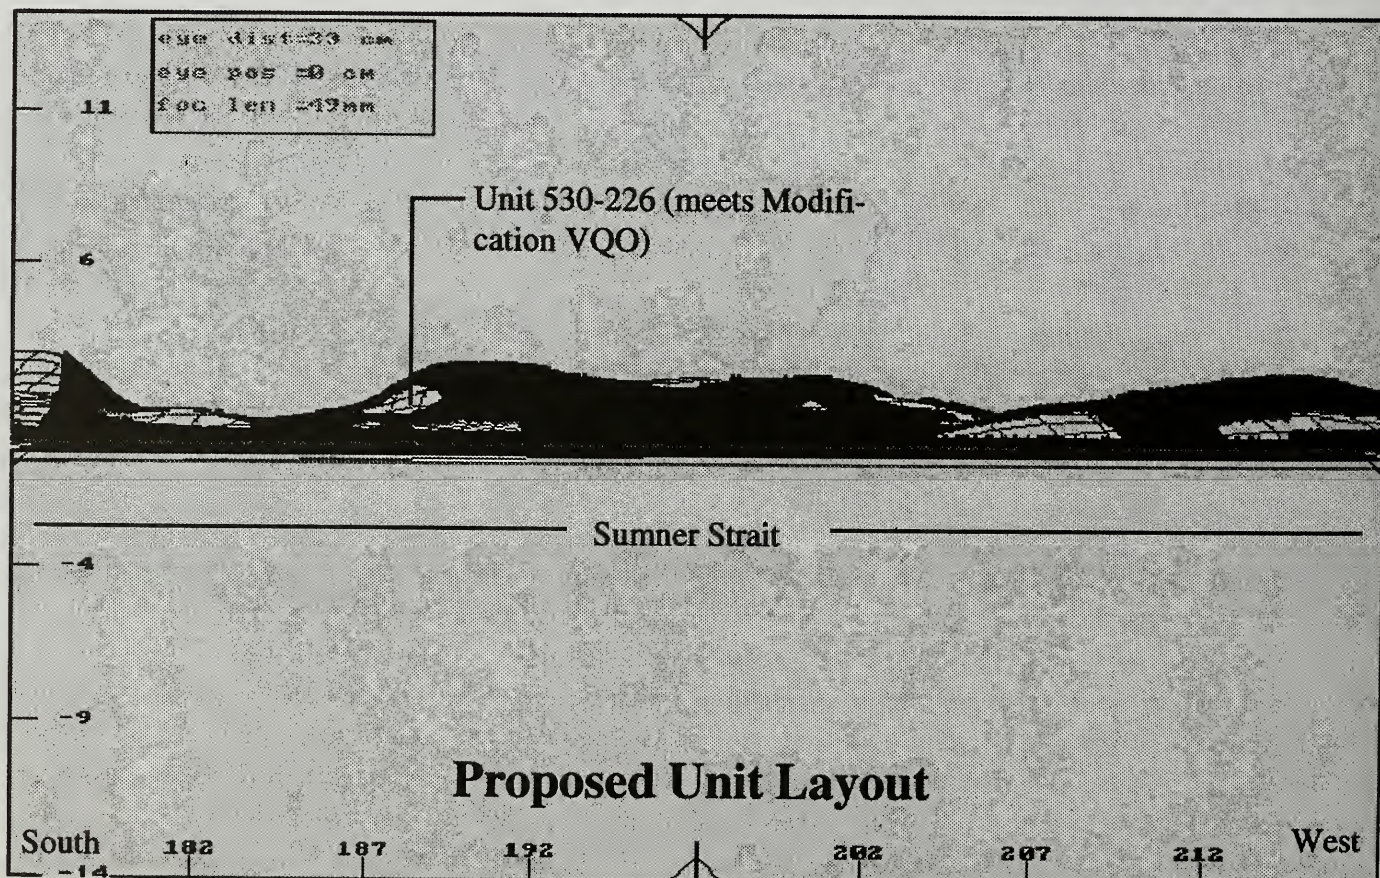 eye dist=33 cm
eye pos =0 cm
foc len =49mm
11
Unit 530-226 (meets Modifi-
cation VQO)
6
Sumner Strait
-4
-9
Proposed Unit Layout
South 182 187 192 202 207 212 West
-14